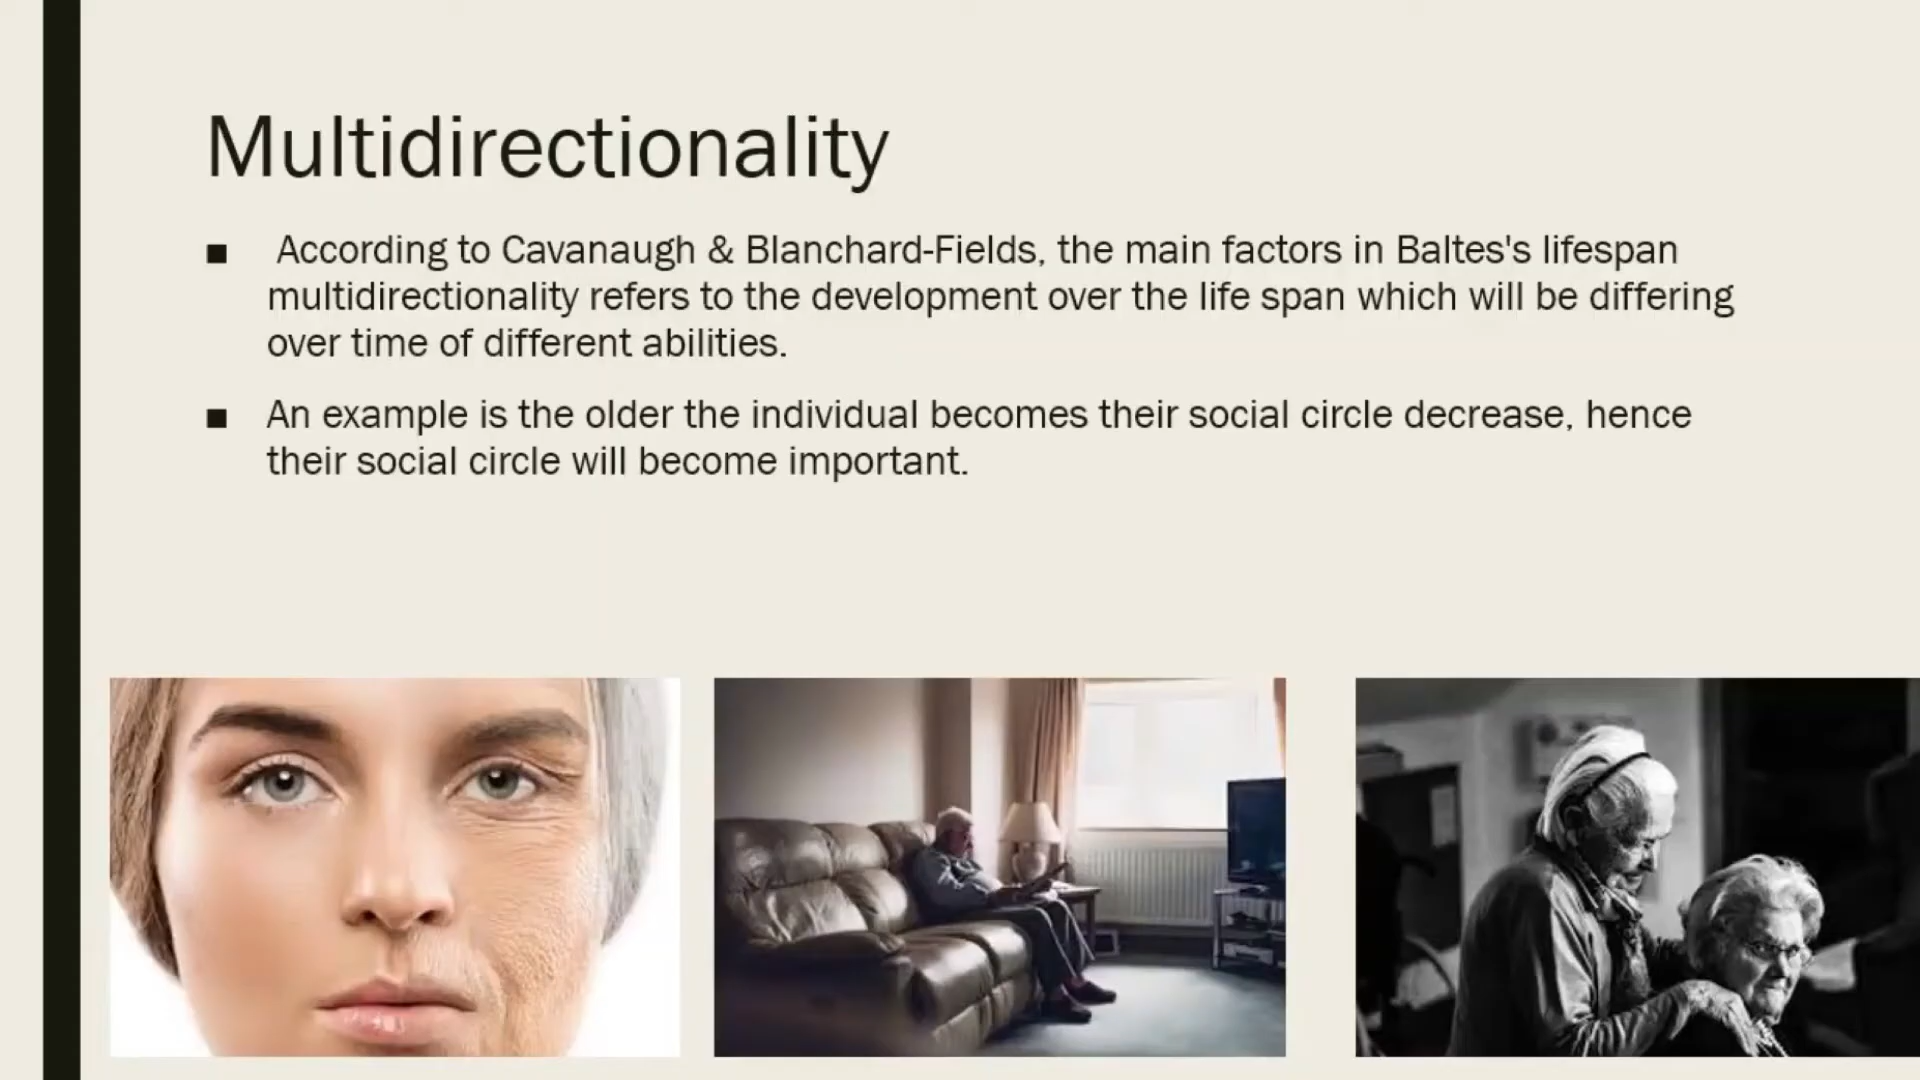 Multidirectionality
■ According to Cavanaugh & Blanchard-Fields, the main factors in Baltes's lifespan
multidirectionality refers to the development over the life span which will be differing
over time of different abilities.
■ An example is the older the individual becomes their social circle decrease, hence
their social circle will become important.